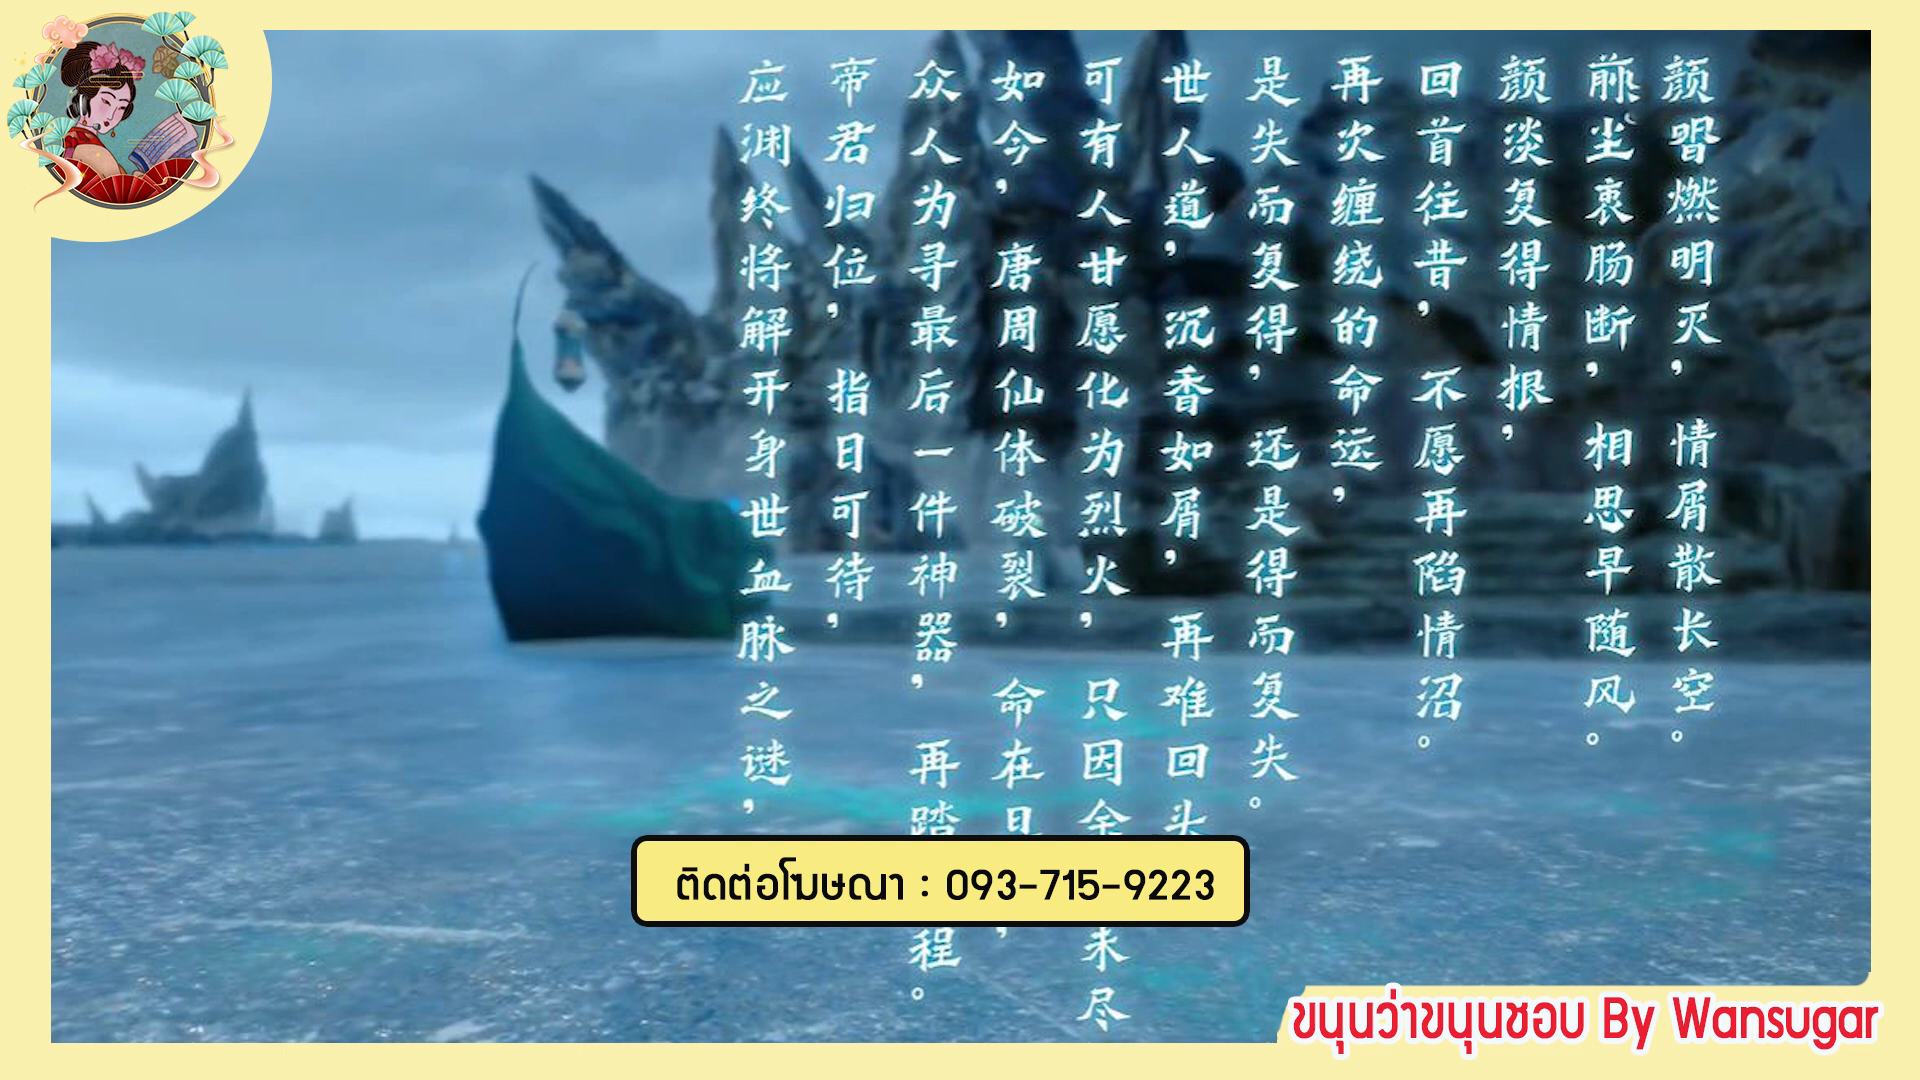 颜燃明灭，情屑散长空。
前尘衷肠断，相思早随风。
颜淡复得情根，
回首往昔，不愿再陷情沼。
再次缠绕的命运，
是失而复得，还是得而复失。
世人道，沉香如屑，再难回头
可有人甘愿化为烈火，只因余未尽
如今，唐周仙体破裂，命在旦，
众人为寻最后一件神器，再踏程。
帝君归位，指日可待，
应渊终将解开身世血脉之谜，
ติดต่อโฆษณา : 093-715-9223
ขนุนว่าขนุนชอบ By Wansugar